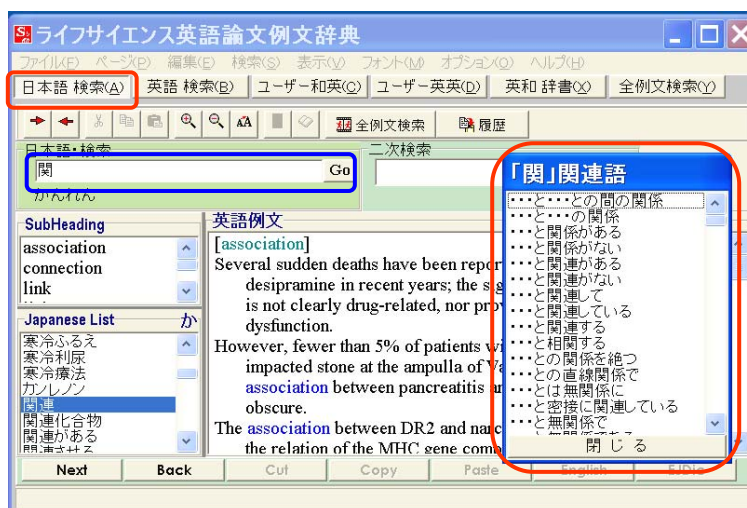 ライフサイエンス英語論文例文辞典
ファイル(F) ページ(P) 編集(E) 検索(S) 表示(V) フォント(M) オプション(O) ヘルプ(H)
日本語 検索(A) 英語 検索(B) ユーザー和英(C) ユーザー英英(D) 英和 辞書(X) 全例文検索(Y)
全例文検索 履歴
日本語・検索 二次検索
関 Go
かんれん
「関」関連語
・・・と・・・との間の関係
・・・と・・・の関係
・・・と関係がある
・・・と関係がない
・・・と関連がある
・・・と関連がない
・・・と関連して
・・・と関連している
・・・と関連する
・・・と相関する
・・・との関係を絶つ
・・・との直線関係で
・・・とは無関係に
・・・と密接に関連している
・・・と無関係で
閉じる
SubHeading
association
connection
link
Japanese List か
寒冷ふるえ
寒冷利尿
寒冷療法
カンレノン
関連
関連化合物
関連がある
関連させる
英語例文
[association]
Several sudden deaths have been repor
desipramine in recent years; the sig
is not clearly drug-related, nor pro
dysfunction.
However, fewer than 5% of patients wi
impacted stone at the ampulla of Va
association between pancreatitis an
obscure.
The association between DR2 and narc
the relation of the MHC gene comp
Next Back Cut Copy Paste English EJDic